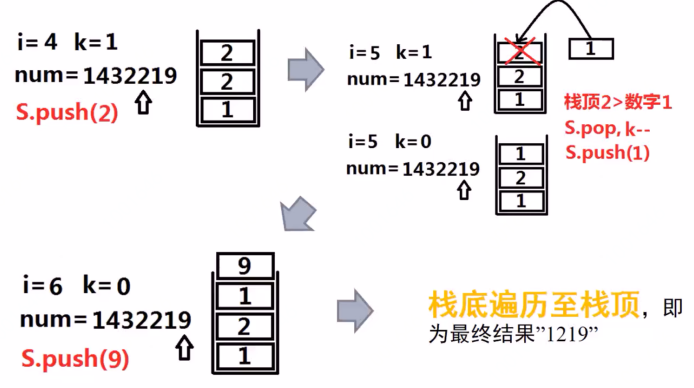 i=4 k=1
num=1432219
S.push(2)
2
2
1
i=5 k=1
num=1432219
2
2
1
1
栈顶2>数字1
S.pop,k--
S.push(1)
i=5 k=0
num=1432219
1
2
1
i=6 k=0
num=1432219
S.push(9)
9
1
2
1
栈底遍历至栈顶，即
为最终结果”1219”